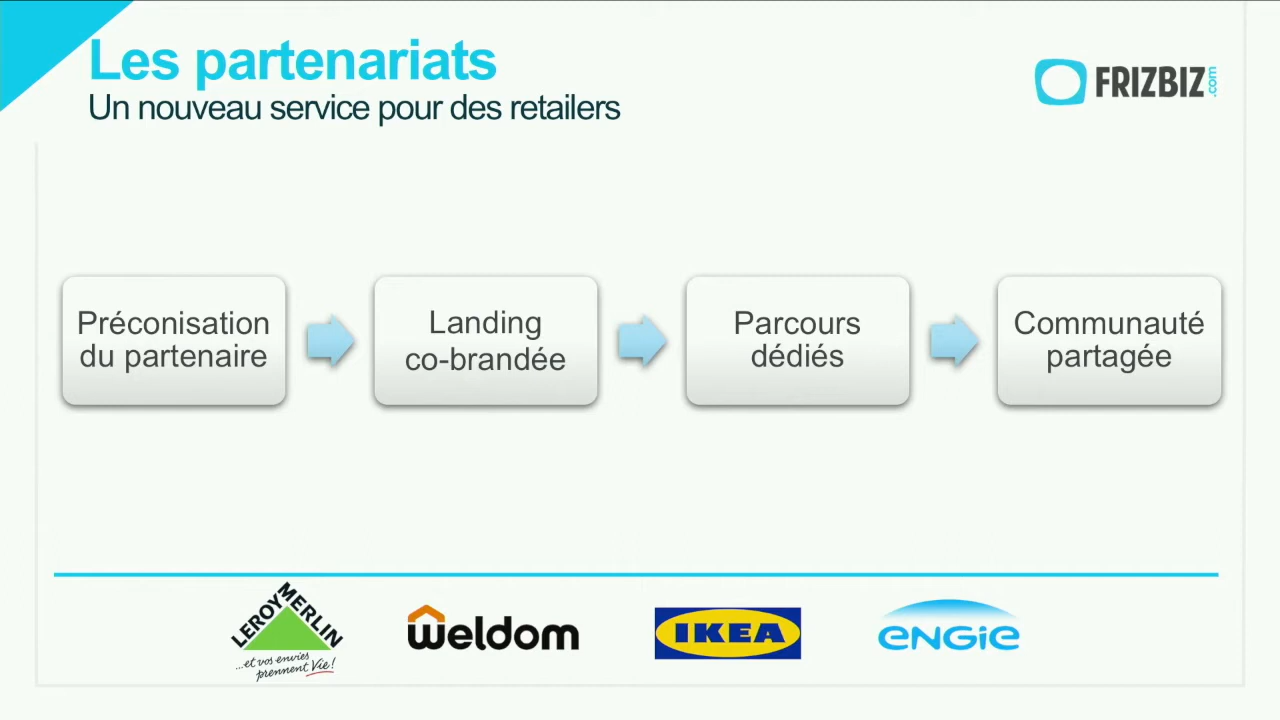 Les partenariats
Un nouveau service pour des retailers
FRIZBIZ.com
Préconisation
du partenaire
Landing
co-brandée
Parcours
dédiés
Communauté
partagée
LEROY MERLIN
...et vos envies
prennent Vie!
weldom
IKEA
ENGIE